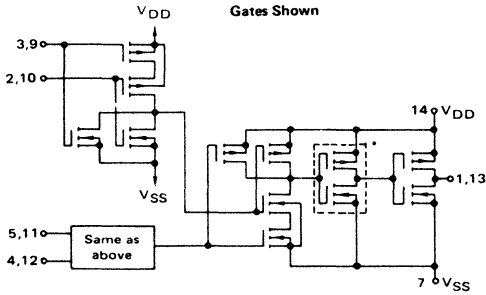 Gates Shown
VDD
3,9
2,10
VSS
14 VDD
*
1,13
5,11
4,12
Same as
above
7 VSS